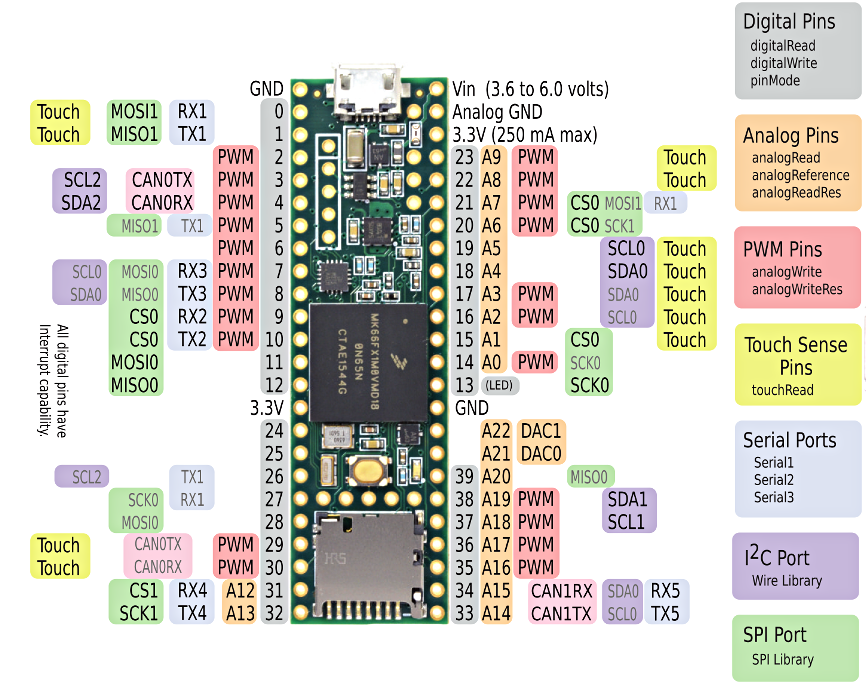 GND Vin (3.6 to 6.0 volts)
Touch MOSI1 RX1 0 Analog GND
Touch MISO1 TX1 1 3.3V (250 mA max)
PWM 2 23 A9 PWM Touch
SCL2 CAN0TX PWM 3 22 A8 PWM Touch
SDA2 CAN0RX PWM 4 21 A7 PWM CS0 MOSI1 RX1
MISO1 TX1 PWM 5 20 A6 PWM CS0 SCK1
PWM 6 19 A5 SCL0 Touch
SCL0 MOSI0 RX3 PWM 7 18 A4 SDA0 Touch
SDA0 MISO0 TX3 PWM 8 17 A3 PWM SDA0 Touch
CS0 RX2 PWM 9 16 A2 PWM SCL0 Touch
CS0 TX2 PWM 10 15 A1 CS0 Touch
MOSI0 11 14 A0 PWM SCK0
MISO0 12 13 (LED) SCK0
3.3V GND
24 A22 DAC1
25 A21 DAC0
SCL2 TX1 26 39 A20 MISO0
SCK0 RX1 27 38 A19 PWM SDA1
MOSI0 28 37 A18 PWM SCL1
Touch CAN0TX PWM 29 36 A17 PWM
Touch CAN0RX PWM 30 35 A16 PWM
CS1 RX4 A12 31 34 A15 CAN1RX SDA0 RX5
SCK1 TX4 A13 32 33 A14 CAN1TX SCL0 TX5
All digital pins have
Interrupt capability.
MK66FX1M0VMD18
0N65N
CTAE1544G
HRS
Digital Pins
digitalRead
digitalWrite
pinMode
Analog Pins
analogRead
analogReference
analogReadRes
PWM Pins
analogWrite
analogWriteRes
Touch Sense
Pins
touchRead
Serial Ports
Serial1
Serial2
Serial3
I²C Port
Wire Library
SPI Port
SPI Library